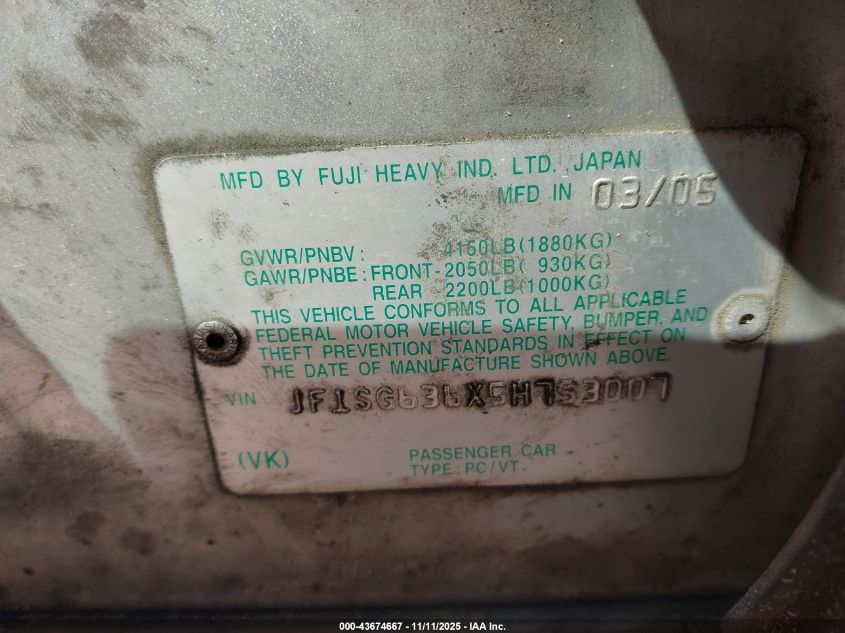 MFD BY FUJI HEAVY IND. LTD. JAPAN
MFD IN 03/05
GVWR/PNBV: 4150LB(1880KG)
GAWR/PNBE: FRONT-2050LB( 930KG)
REAR 2200LB(1000KG)
THIS VEHICLE CONFORMS TO ALL APPLICABLE
FEDERAL MOTOR VEHICLE SAFETY, BUMPER, AND
THEFT PREVENTION STANDARDS IN EFFECT ON
THE DATE OF MANUFACTURE SHOWN ABOVE.
VIN JF1SG636X5H753007
(VK) PASSENGER CAR
TYPE: PC/VT.
000-43674667 - 11/11/2025 - IAA Inc.